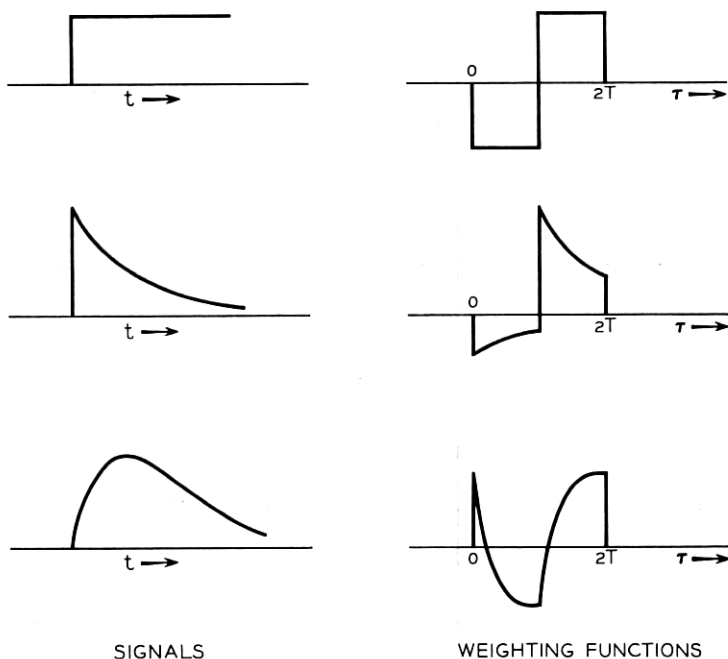 t →
0
2T
τ →
t →
0
2T
τ →
t →
0
2T
τ →
SIGNALS
WEIGHTING FUNCTIONS